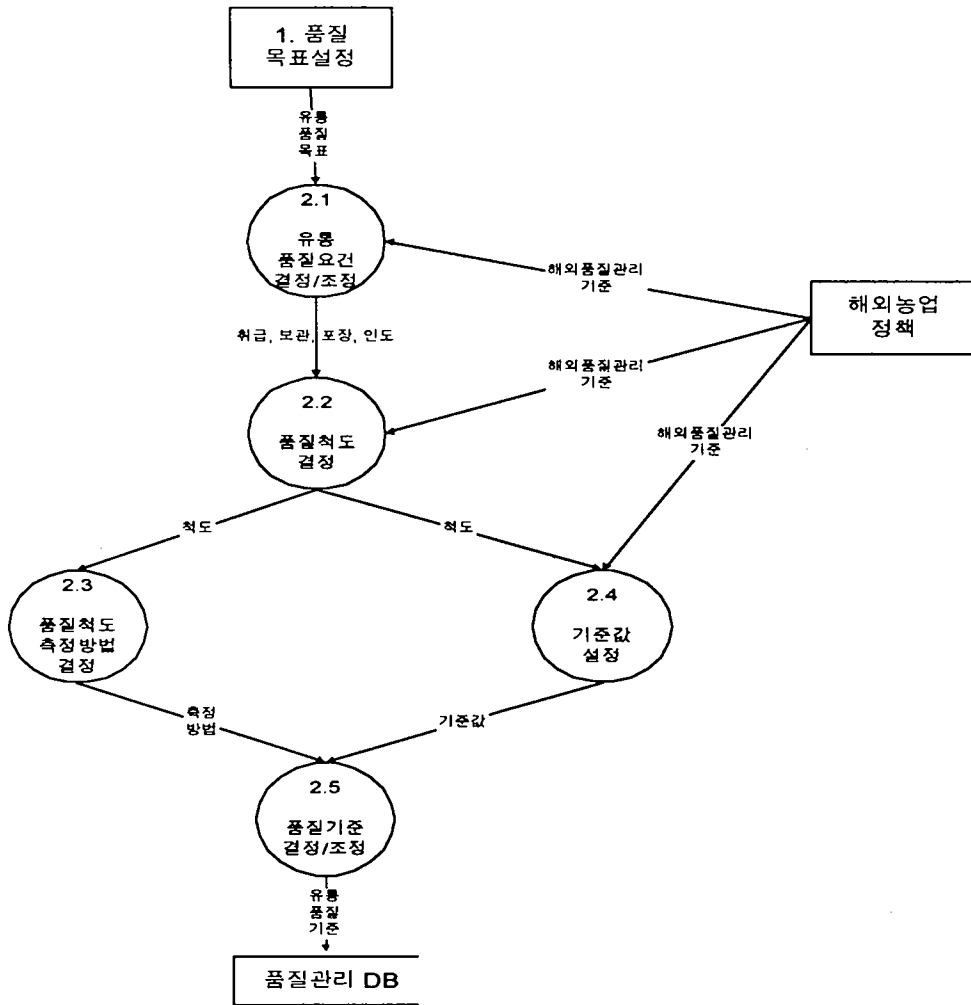 1. 품질
목표설정
유통
품질
목표
2.1
유통
품질요건
결정/조정
해외품질관리
기준
해외농업
정책
취급, 보관, 포장, 인도
해외품질관리
기준
2.2
품질척도
결정
해외품질관리
기준
척도
척도
2.3
품질척도
측정방법
결정
2.4
기준값
설정
측정
방법
기준값
2.5
품질기준
결정/조정
유통
품질
기준
품질관리 DB